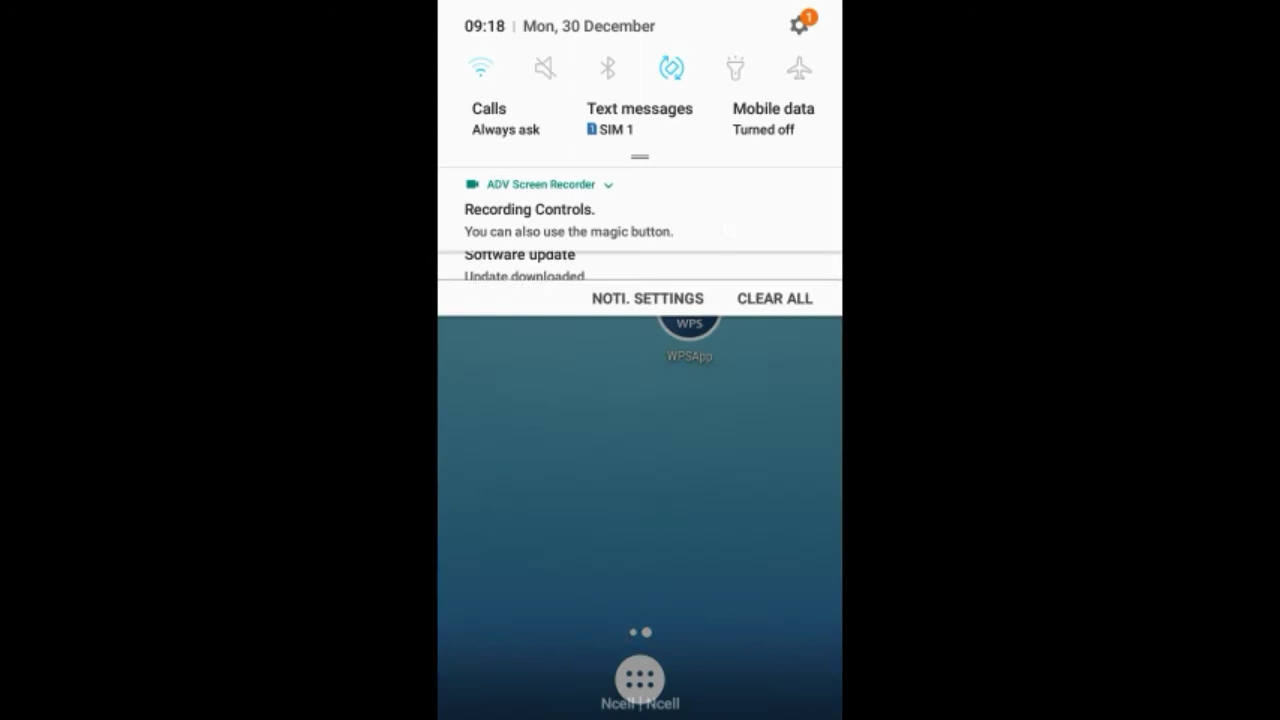 09:18 | Mon, 30 December
1
Calls
Text messages
Mobile data
Always ask
1 SIM 1
Turned off
ADV Screen Recorder
Recording Controls.
You can also use the magic button.
Software update
Update downloaded
NOTI. SETTINGS
CLEAR ALL
WPS
WPSApp
Ncell | Ncell